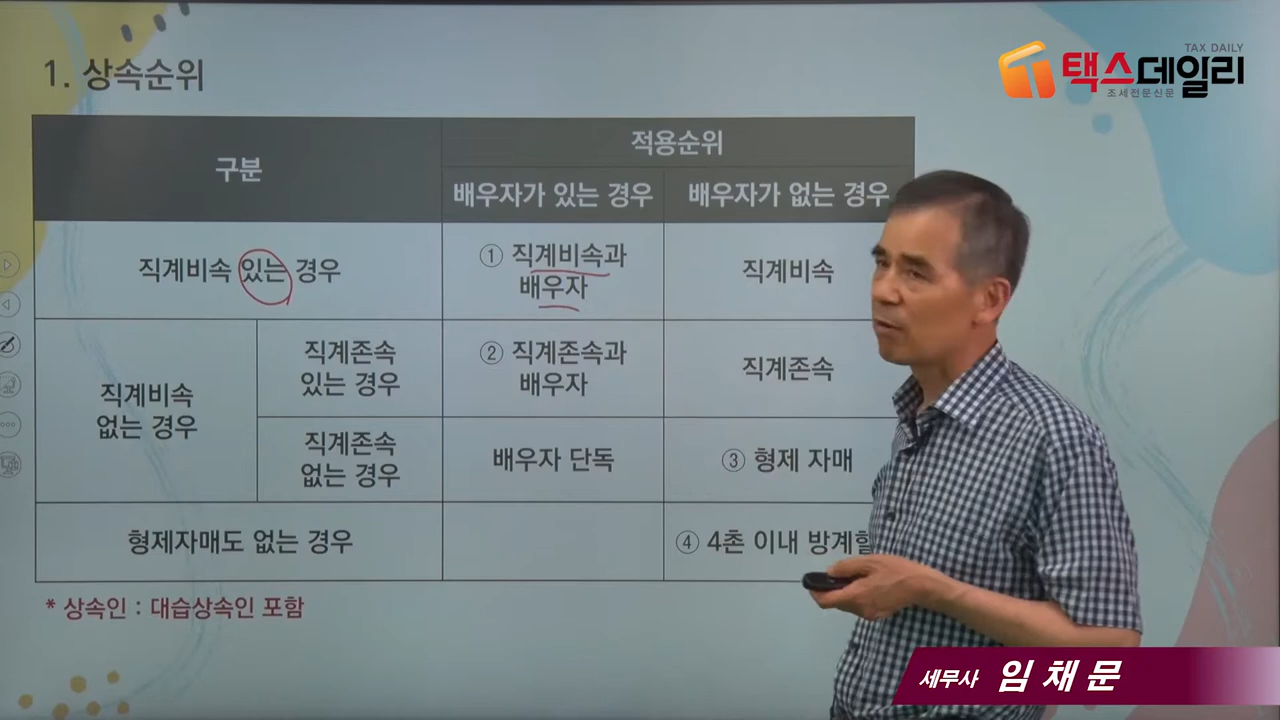 1. 상속순위
TAX DAILY
택스데일리
조세전문신문
구분
적용순위
배우자가 있는 경우
배우자가 없는 경우
직계비속 있는 경우
① 직계비속과
배우자
직계비속
직계비속
없는 경우
직계존속
있는 경우
② 직계존속과
배우자
직계존속
직계존속
없는 경우
배우자 단독
③ 형제 자매
형제자매도 없는 경우
④ 4촌 이내
* 상속인 : 대습상속인 포함
세무사 임채문